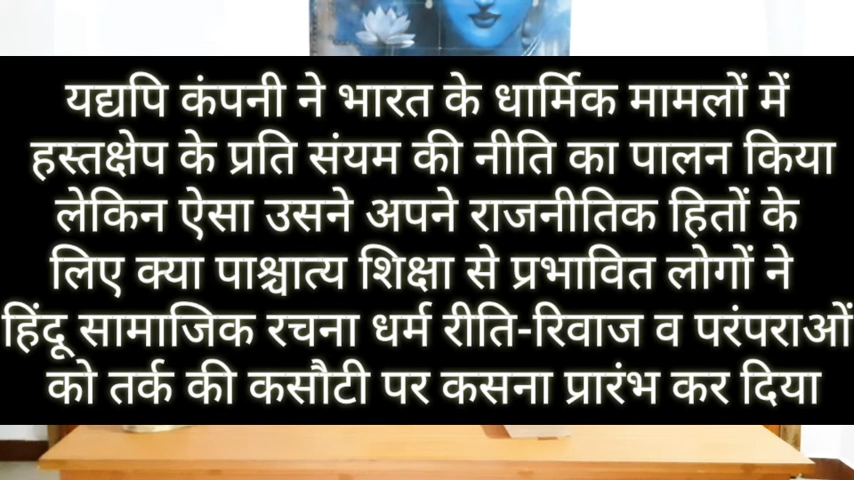 यद्यपि कंपनी ने भारत के धार्मिक मामलों में
हस्तक्षेप के प्रति संयम की नीति का पालन किया
लेकिन ऐसा उसने अपने राजनीतिक हितों के
लिए क्या पाश्चात्य शिक्षा से प्रभावित लोगों ने
हिंदू सामाजिक रचना धर्म रीति-रिवाज व परंपराओं
को तर्क की कसौटी पर कसना प्रारंभ कर दिया